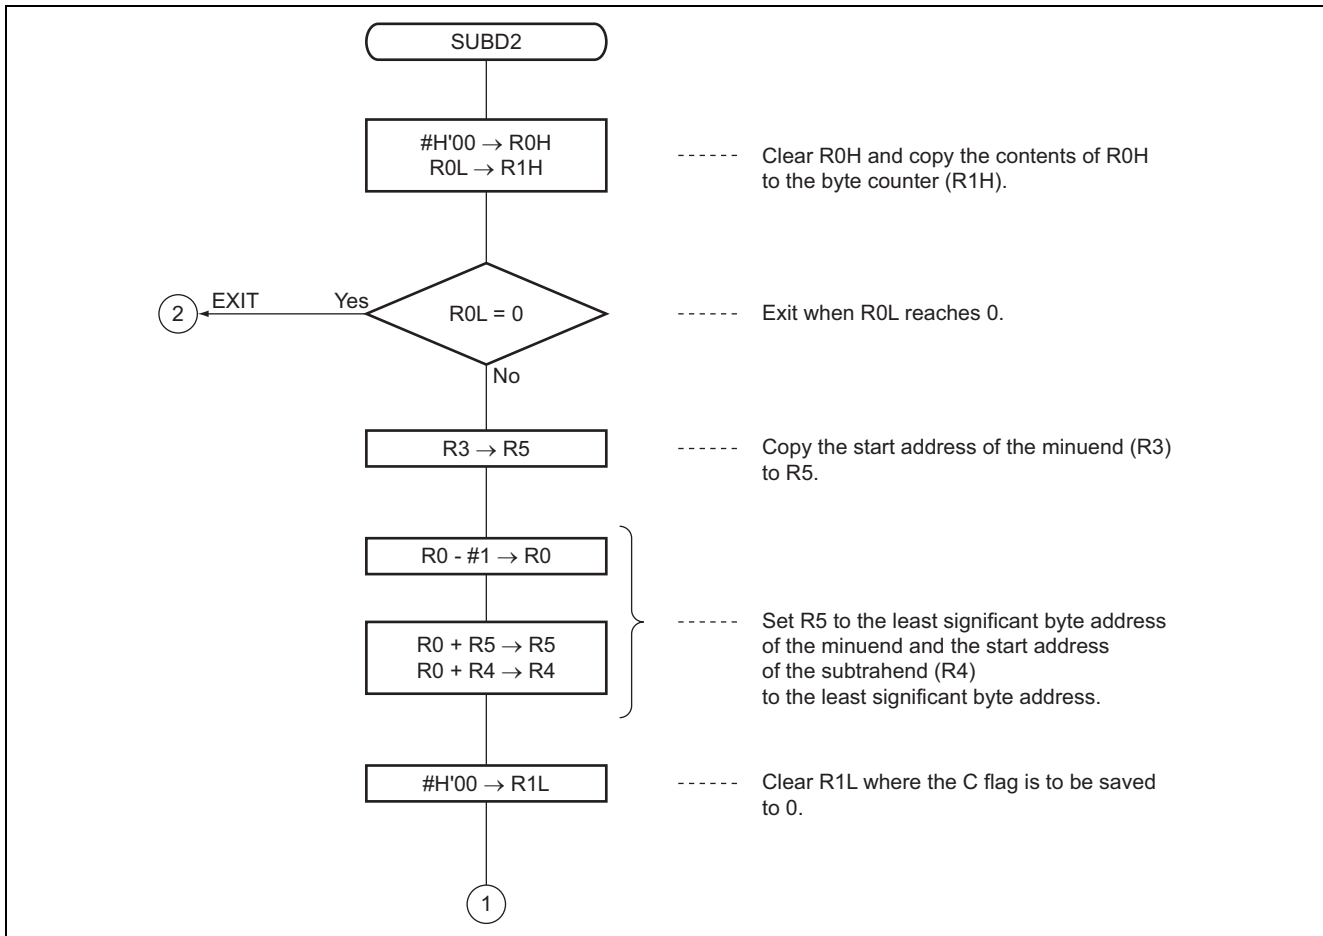 SUBD2
#H'00 → R0H
R0L → R1H
Clear R0H and copy the contents of R0H
to the byte counter (R1H).
2
EXIT
Yes
R0L = 0
Exit when R0L reaches 0.
No
R3 → R5
Copy the start address of the minuend (R3)
to R5.
R0 - #1 → R0
R0 + R5 → R5
R0 + R4 → R4
Set R5 to the least significant byte address
of the minuend and the start address
of the subtrahend (R4)
to the least significant byte address.
#H'00 → R1L
Clear R1L where the C flag is to be saved
to 0.
1